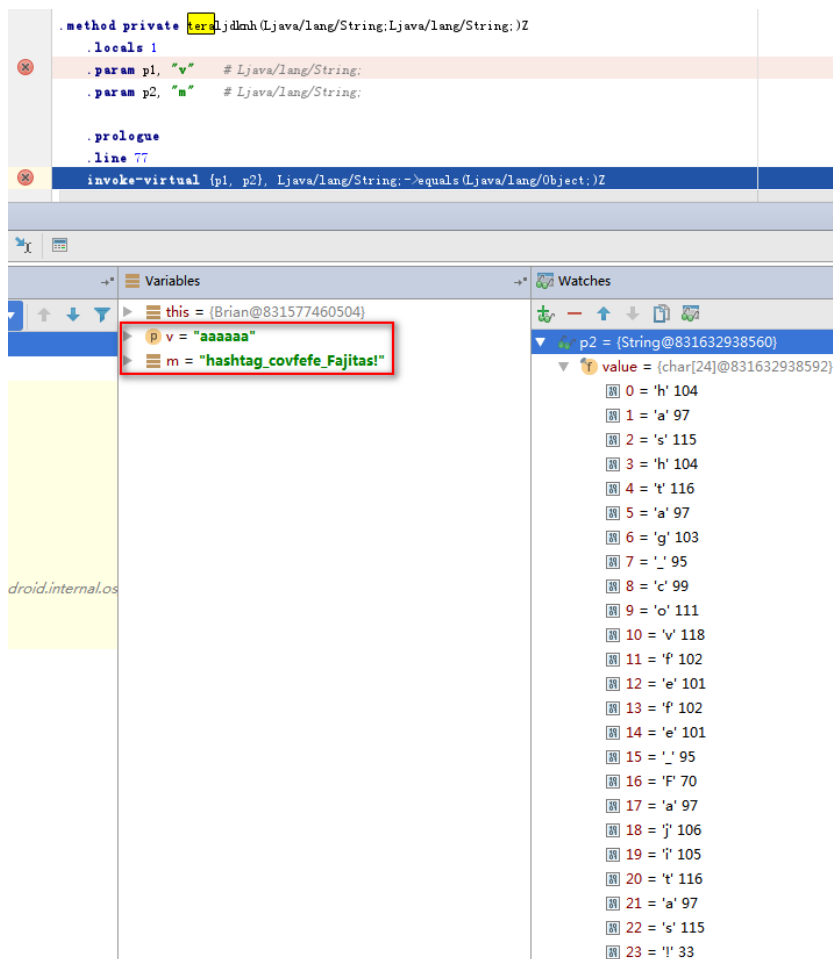 .method private teraljdknh(Ljava/lang/String;Ljava/lang/String;)Z
.locals 1
.param p1, "v" # Ljava/lang/String;
.param p2, "m" # Ljava/lang/String;
.prologue
.line 77
invoke-virtual {p1, p2}, Ljava/lang/String;->equals(Ljava/lang/Object;)Z
Variables
Watches
this = {Brian@831577460504}
v = "aaaaaa"
m = "hashtag_covfefe_Fajitas!"
droid.internal.os
p2 = {String@831632938560}
value = {char[24]@831632938592}
0 = 'h' 104
1 = 'a' 97
2 = 's' 115
3 = 'h' 104
4 = 't' 116
5 = 'a' 97
6 = 'g' 103
7 = '_' 95
8 = 'c' 99
9 = 'o' 111
10 = 'v' 118
11 = 'f' 102
12 = 'e' 101
13 = 'f' 102
14 = 'e' 101
15 = '_' 95
16 = 'F' 70
17 = 'a' 97
18 = 'j' 106
19 = 'i' 105
20 = 't' 116
21 = 'a' 97
22 = 's' 115
23 = '!' 33